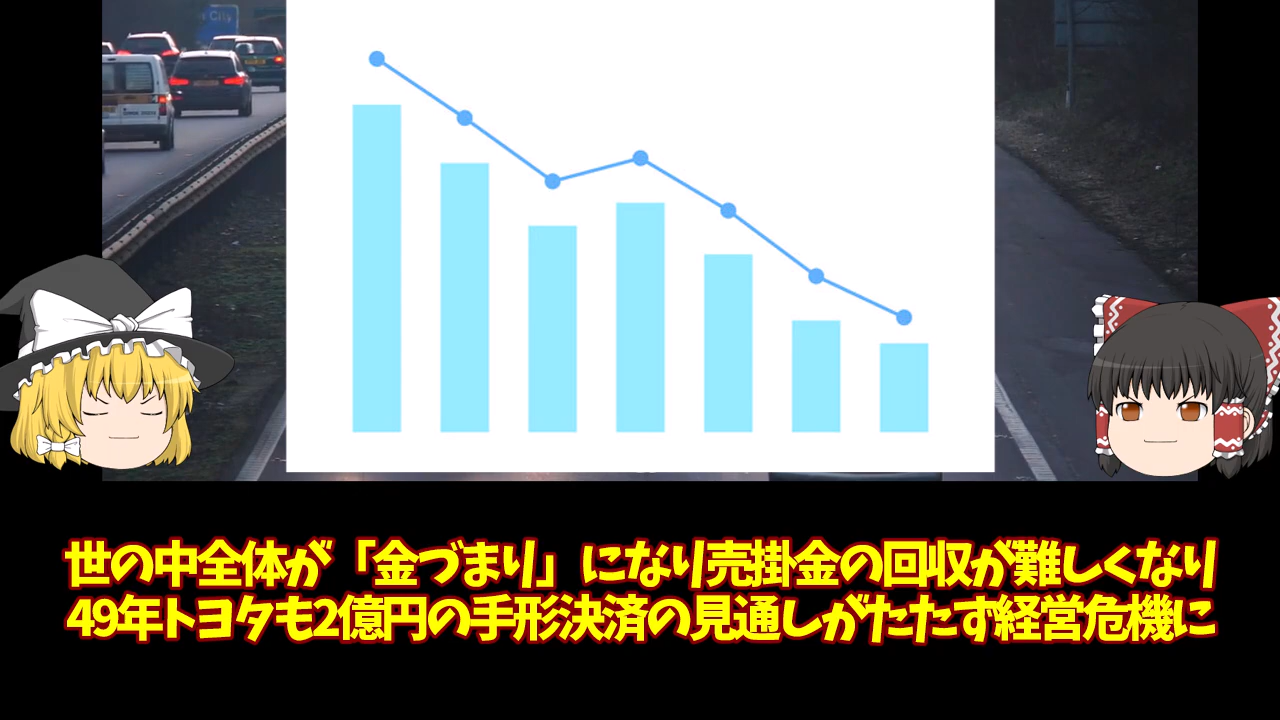 City
世の中全体が「金づまり」になり売掛金の回収が難しくなり
49年トヨタも2億円の手形決済の見通しがたたず経営危機に